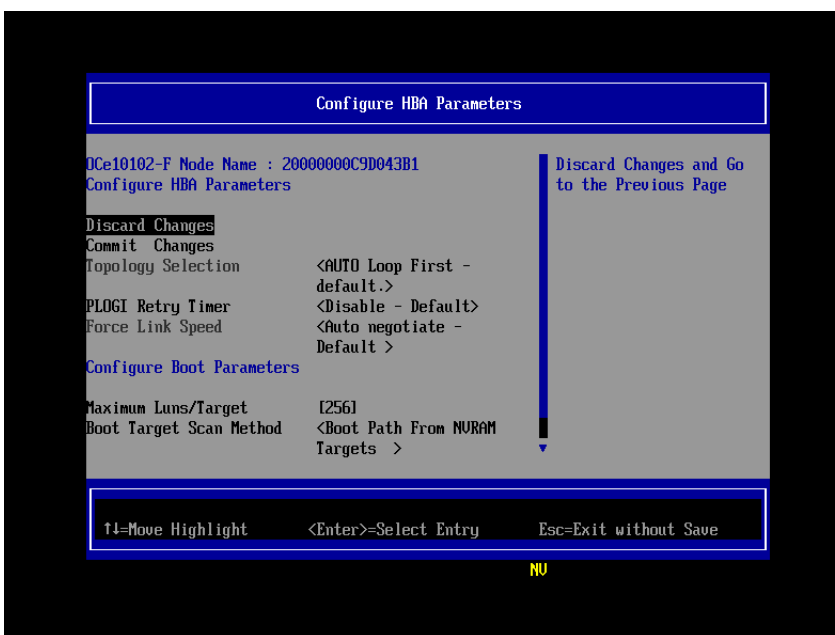 Configure HBA Parameters
OCe10102-F Node Name : 20000000C9D043B1
Configure HBA Parameters
Discard Changes and Go
to the Previous Page
Discard Changes
Commit  Changes
Topology Selection <AUTO Loop First -
default.>
PLOGI Retry Timer <Disable - Default>
Force Link Speed <Auto negotiate -
Default >
Configure Boot Parameters
Maximum Luns/Target [256]
Boot Target Scan Method <Boot Path From NVRAM
Targets  >
↑↓=Move Highlight <Enter>=Select Entry Esc=Exit without Save
NV